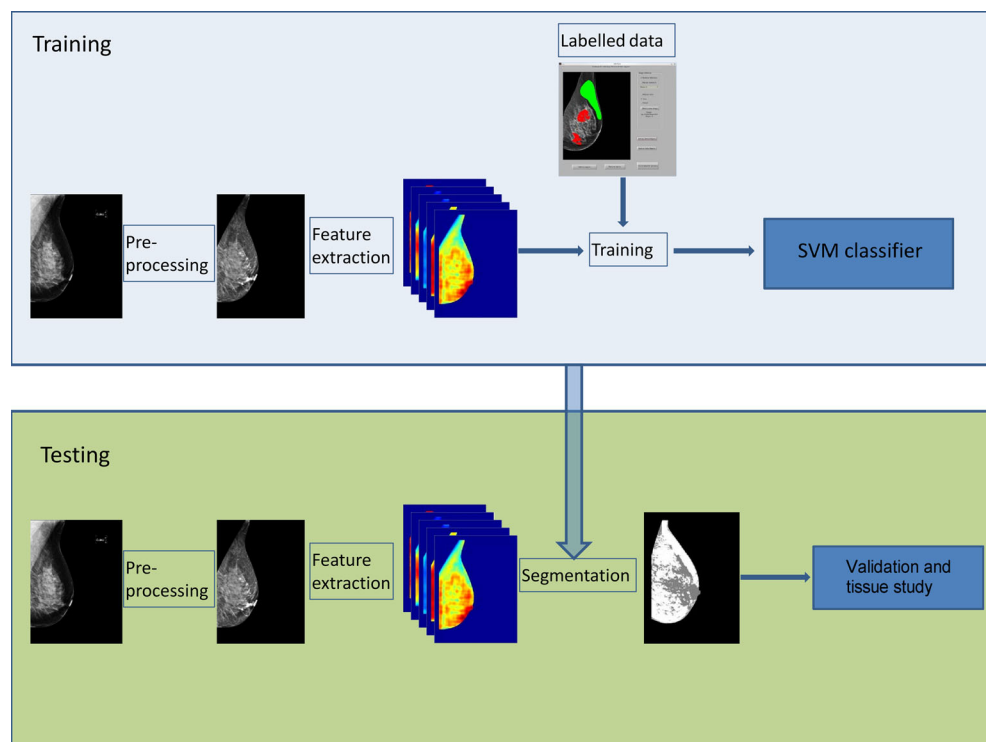 Training
Labelled data
Pre-
processing
Feature
extraction
Training
SVM classifier
Testing
Pre-
processing
Feature
extraction
Segmentation
Validation and
tissue study